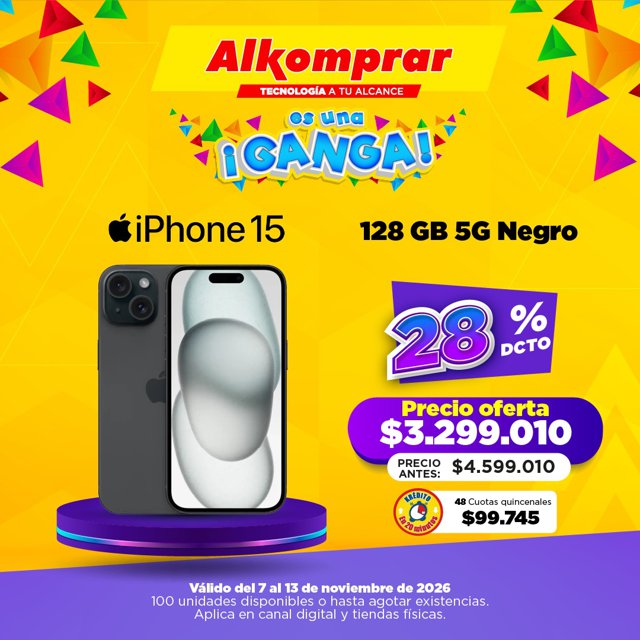 Alkomprar
TECNOLOGÍA A TU ALCANCE
es una
¡GANGA!
iPhone 15
128 GB 5G Negro
28 %
DCTO
Precio oferta
$3.299.010
PRECIO
ANTES: $4.599.010
KRÉDITO
En 20 minutos
48 Cuotas quincenales
$99.745
Válido del 7 al 13 de noviembre de 2026
100 unidades disponibles o hasta agotar existencias.
Aplica en canal digital y tiendas físicas.